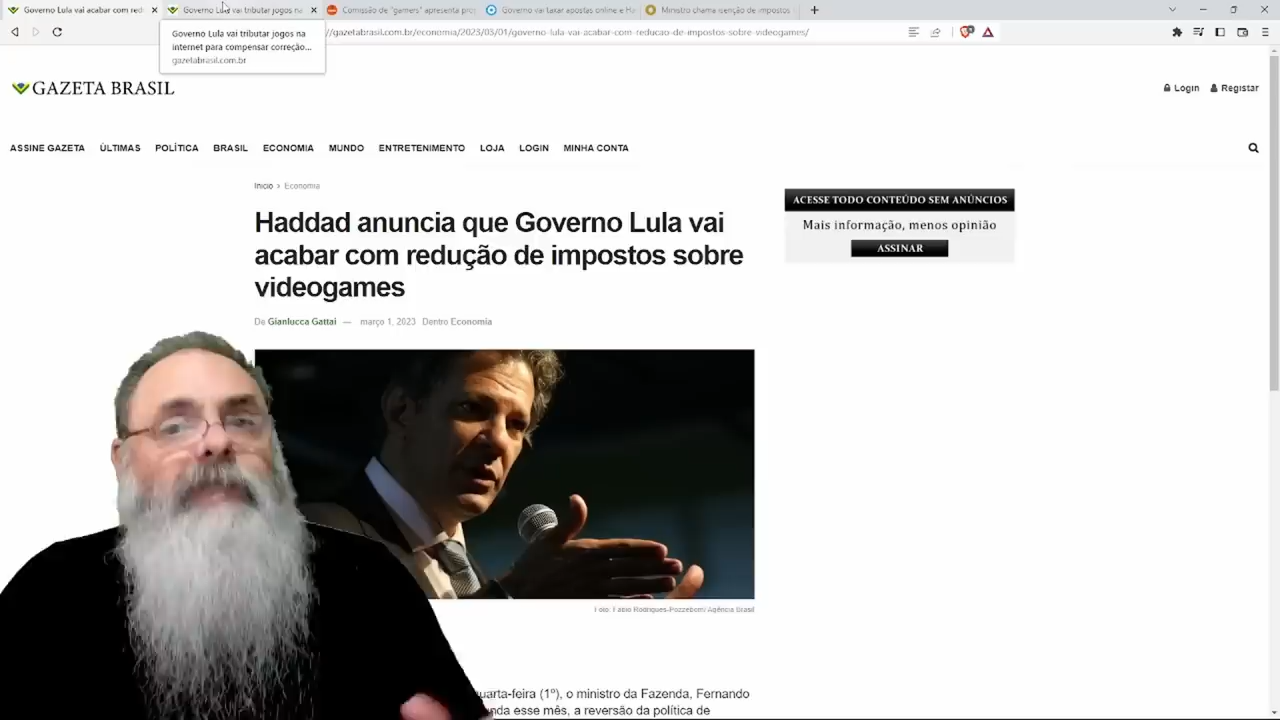 Governo Lula vai acabar com red
Governo Lula vai tributar jogos na
Comissão de "gamers" apresenta pro
Governo vai taxar apostas online e
Ministro chama isenção de impostos
//gazetabrasil.com.br/economia/2023/03/01/governo-lula-vai-acabar-com-reducao-de-impostos-sobre-videogames/
Governo Lula vai tributar jogos na
internet para compensar correção...
gazetabrasil.com.br
GAZETA BRASIL
Login
Registar
ASSINE GAZETA ÚLTIMAS POLÍTICA BRASIL ECONOMIA MUNDO ENTRETENIMENTO LOJA LOGIN MINHA CONTA
Início > Economia
Haddad anuncia que Governo Lula vai
acabar com redução de impostos sobre
videogames
De Gianlucca Gattai — março 1, 2023 Dentro Economia
ACESSE TODO CONTEÚDO SEM ANÚNCIOS
Mais informação, menos opinião
ASSINAR
Foto: Fabio Rodrigues-Pozzebom/ Agência Brasil
quarta-feira (1º), o ministro da Fazenda, Fernando
esse mês, a reversão da política de